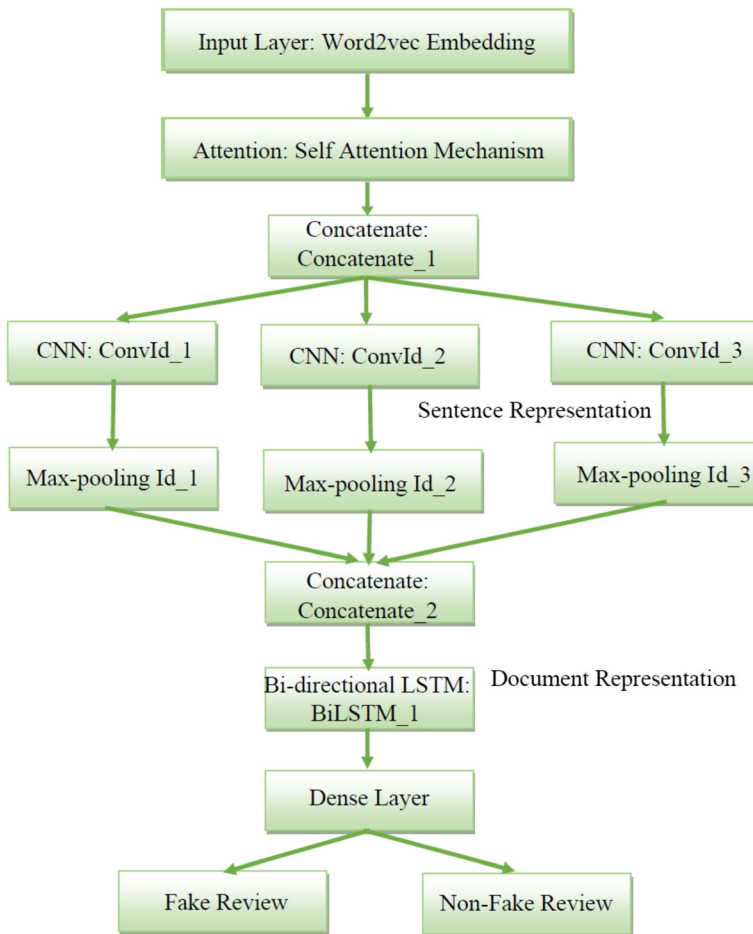 Input Layer: Word2vec Embedding
Attention: Self Attention Mechanism
Concatenate:
Concatenate_1
CNN: ConvId_1
CNN: ConvId_2
CNN: ConvId_3
Sentence Representation
Max-pooling Id_1
Max-pooling Id_2
Max-pooling Id_3
Concatenate:
Concatenate_2
Bi-directional LSTM:
BiLSTM_1
Document Representation
Dense Layer
Fake Review
Non-Fake Review